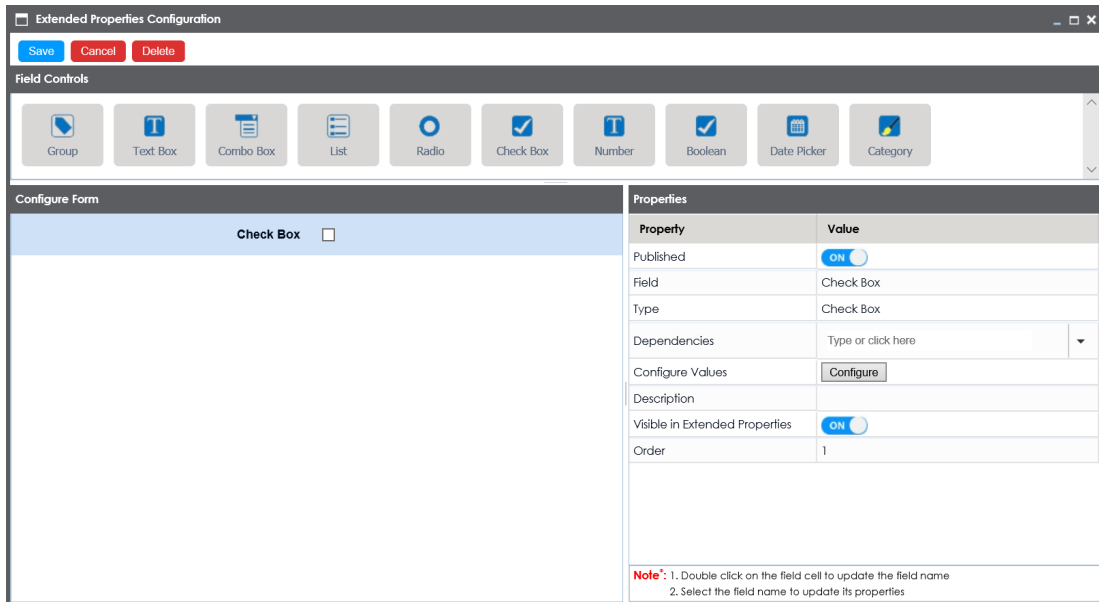 Extended Properties Configuration
Save Cancel Delete
Field Controls
Group Text Box Combo Box List Radio Check Box Number Boolean Date Picker Category
Configure Form
Check Box
Properties
Property Value
Published ON
Field Check Box
Type Check Box
Dependencies Type or click here
Configure Values Configure
Description
Visible in Extended Properties ON
Order 1
Note*: 1. Double click on the field cell to update the field name
2. Select the field name to update its properties